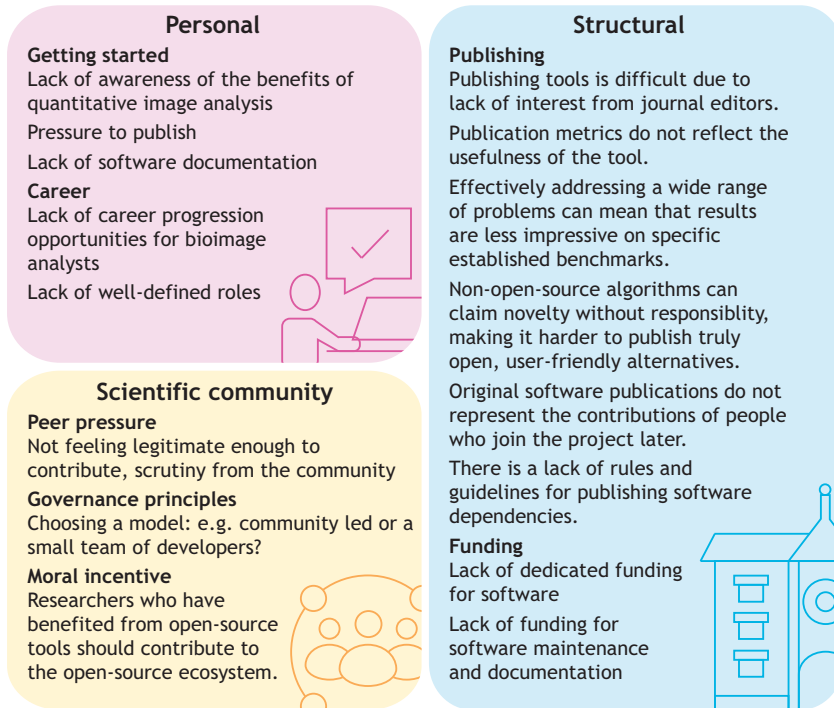 Personal
Getting started
Lack of awareness of the benefits of
quantitative image analysis
Pressure to publish
Lack of software documentation
Career
Lack of career progression
opportunities for bioimage
analysts
Lack of well-defined roles
Scientific community
Peer pressure
Not feeling legitimate enough to
contribute, scrutiny from the community
Governance principles
Choosing a model: e.g. community led or a
small team of developers?
Moral incentive
Researchers who have
benefited from open-source
tools should contribute to
the open-source ecosystem.
Structural
Publishing
Publishing tools is difficult due to
lack of interest from journal editors.
Publication metrics do not reflect the
usefulness of the tool.
Effectively addressing a wide range
of problems can mean that results
are less impressive on specific
established benchmarks.
Non-open-source algorithms can
claim novelty without responsiblity,
making it harder to publish truly
open, user-friendly alternatives.
Original software publications do not
represent the contributions of people
who join the project later.
There is a lack of rules and
guidelines for publishing software
dependencies.
Funding
Lack of dedicated funding
for software
Lack of funding for
software maintenance
and documentation